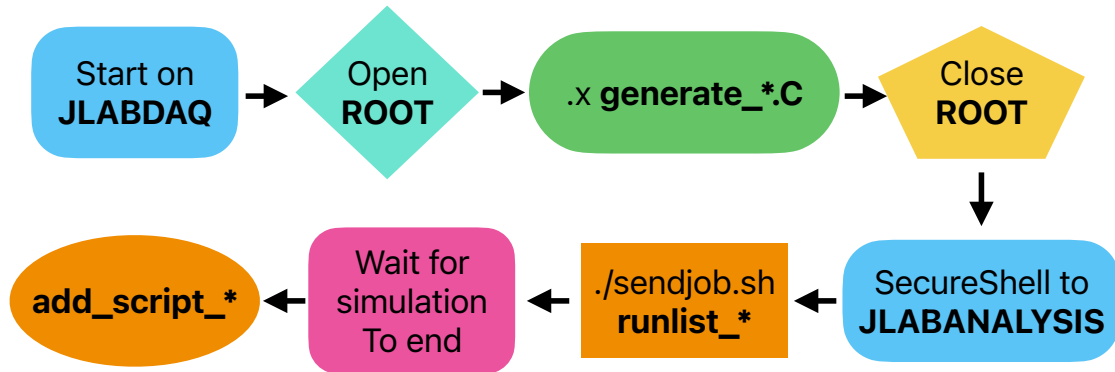 Start on
JLABDAQ
Open
ROOT
.x generate_*.C
Close
ROOT
SecureShell to
JLABANALYSIS
./sendjob.sh
runlist_*
Wait for
simulation
To end
add_script_*